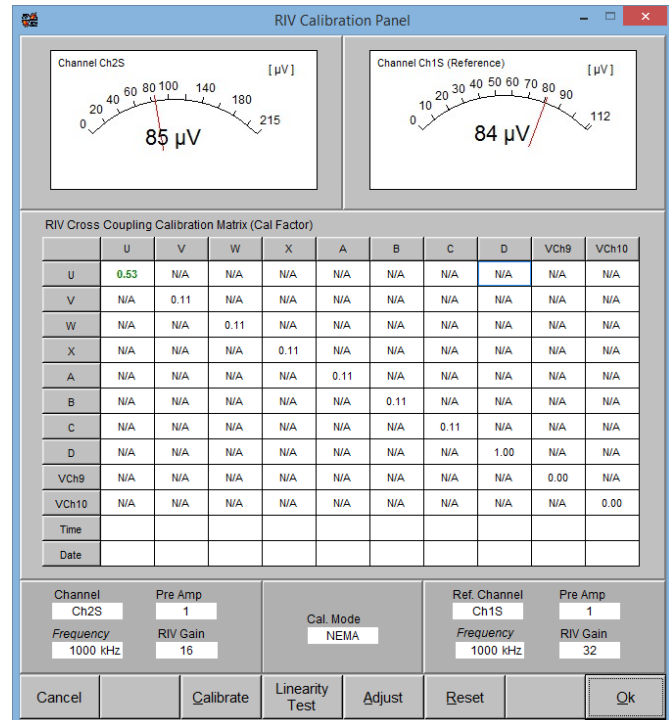 RIV Calibration Panel
Channel Ch2S
[ µV ]
0 20 40 60 80 100 140 180 215
85 µV
Channel Ch1S (Reference)
[ µV ]
0 10 20 30 40 50 60 70 80 90 112
84 µV
RIV Cross Coupling Calibration Matrix (Cal Factor)
U V W X A B C D VCh9 VCh10
U 0.53 N/A N/A N/A N/A N/A N/A N/A N/A N/A
V N/A 0.11 N/A N/A N/A N/A N/A N/A N/A N/A
W N/A N/A 0.11 N/A N/A N/A N/A N/A N/A N/A
X N/A N/A N/A 0.11 N/A N/A N/A N/A N/A N/A
A N/A N/A N/A N/A 0.11 N/A N/A N/A N/A N/A
B N/A N/A N/A N/A N/A 0.11 N/A N/A N/A N/A
C N/A N/A N/A N/A N/A N/A 0.11 N/A N/A N/A
D N/A N/A N/A N/A N/A N/A N/A 1.00 N/A N/A
VCh9 N/A N/A N/A N/A N/A N/A N/A N/A 0.00 N/A
VCh10 N/A N/A N/A N/A N/A N/A N/A N/A N/A 0.00
Time
Date
Channel Pre Amp
Ch2S 1
Frequency RIV Gain
1000 kHz 16
Cal. Mode
NEMA
Ref. Channel Pre Amp
Ch1S 1
Frequency RIV Gain
1000 kHz 32
Cancel
Calibrate
Linearity
Test
Adjust
Reset
Ok